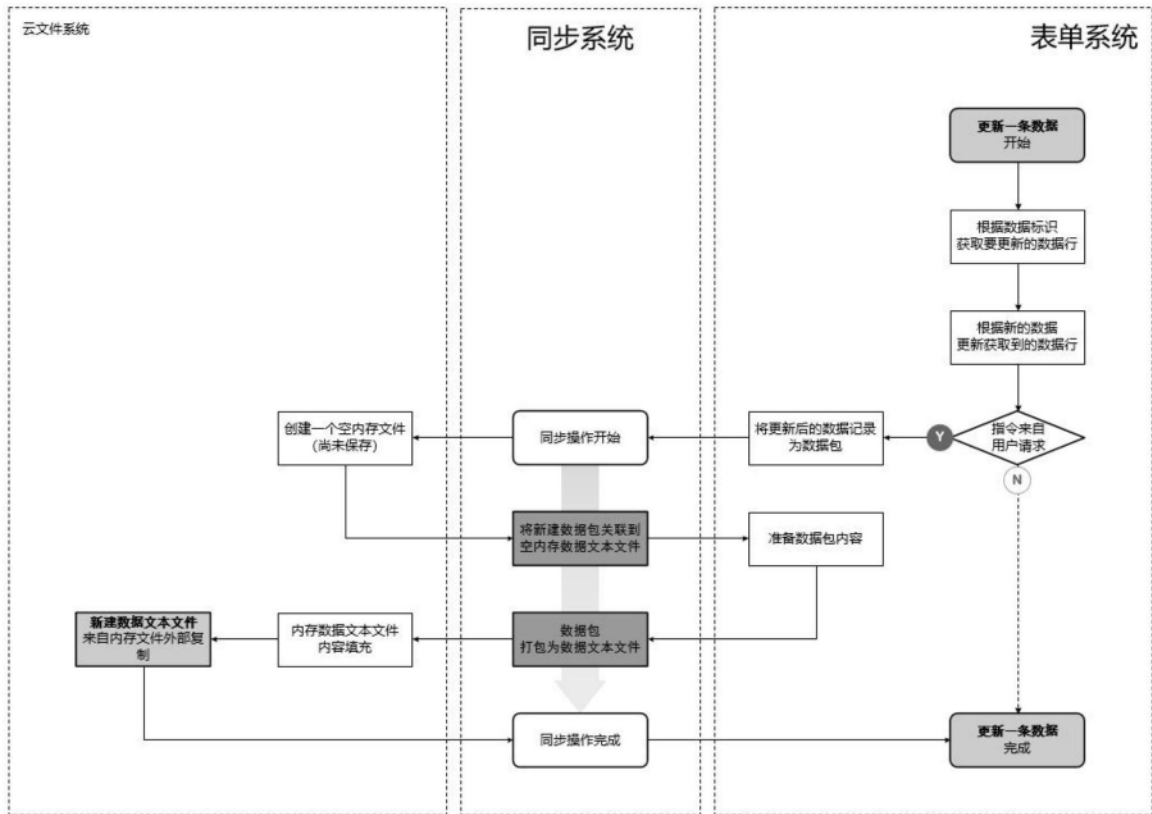 云文件系统
同步系统
表单系统
更新一条数据
开始
根据数据标识
获取要更新的数据行
根据新的数据
更新获取到的数据行
指令来自
用户请求
Y
N
将更新后的数据记录
为数据包
同步操作开始
创建一个空内存文件
(尚未保存)
将新建数据包关联到
空内存数据文本文件
准备数据包内容
数据包
打包为数据文本文件
内存数据文本文件
内容填充
新建数据文本文件
来自内存文件外部复
制
同步操作完成
更新一条数据
完成